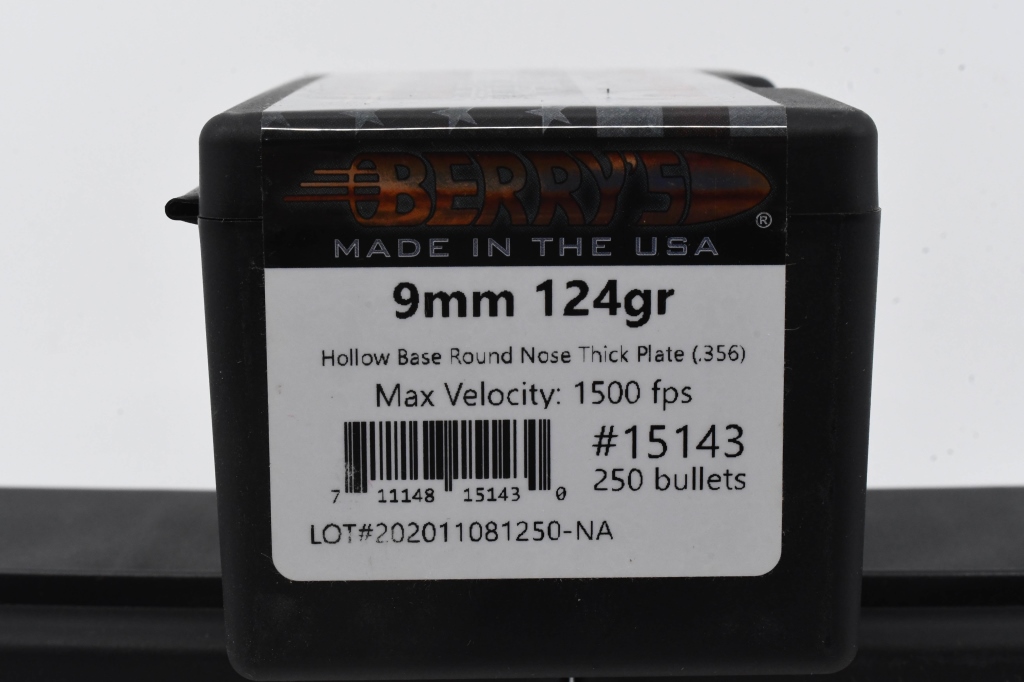 BERRY'S®
MADE IN THE USA
9mm 124gr
Hollow Base Round Nose Thick Plate (.356)
Max Velocity: 1500 fps
#15143
250 bullets
7 11148 15143 0
LOT#202011081250-NA